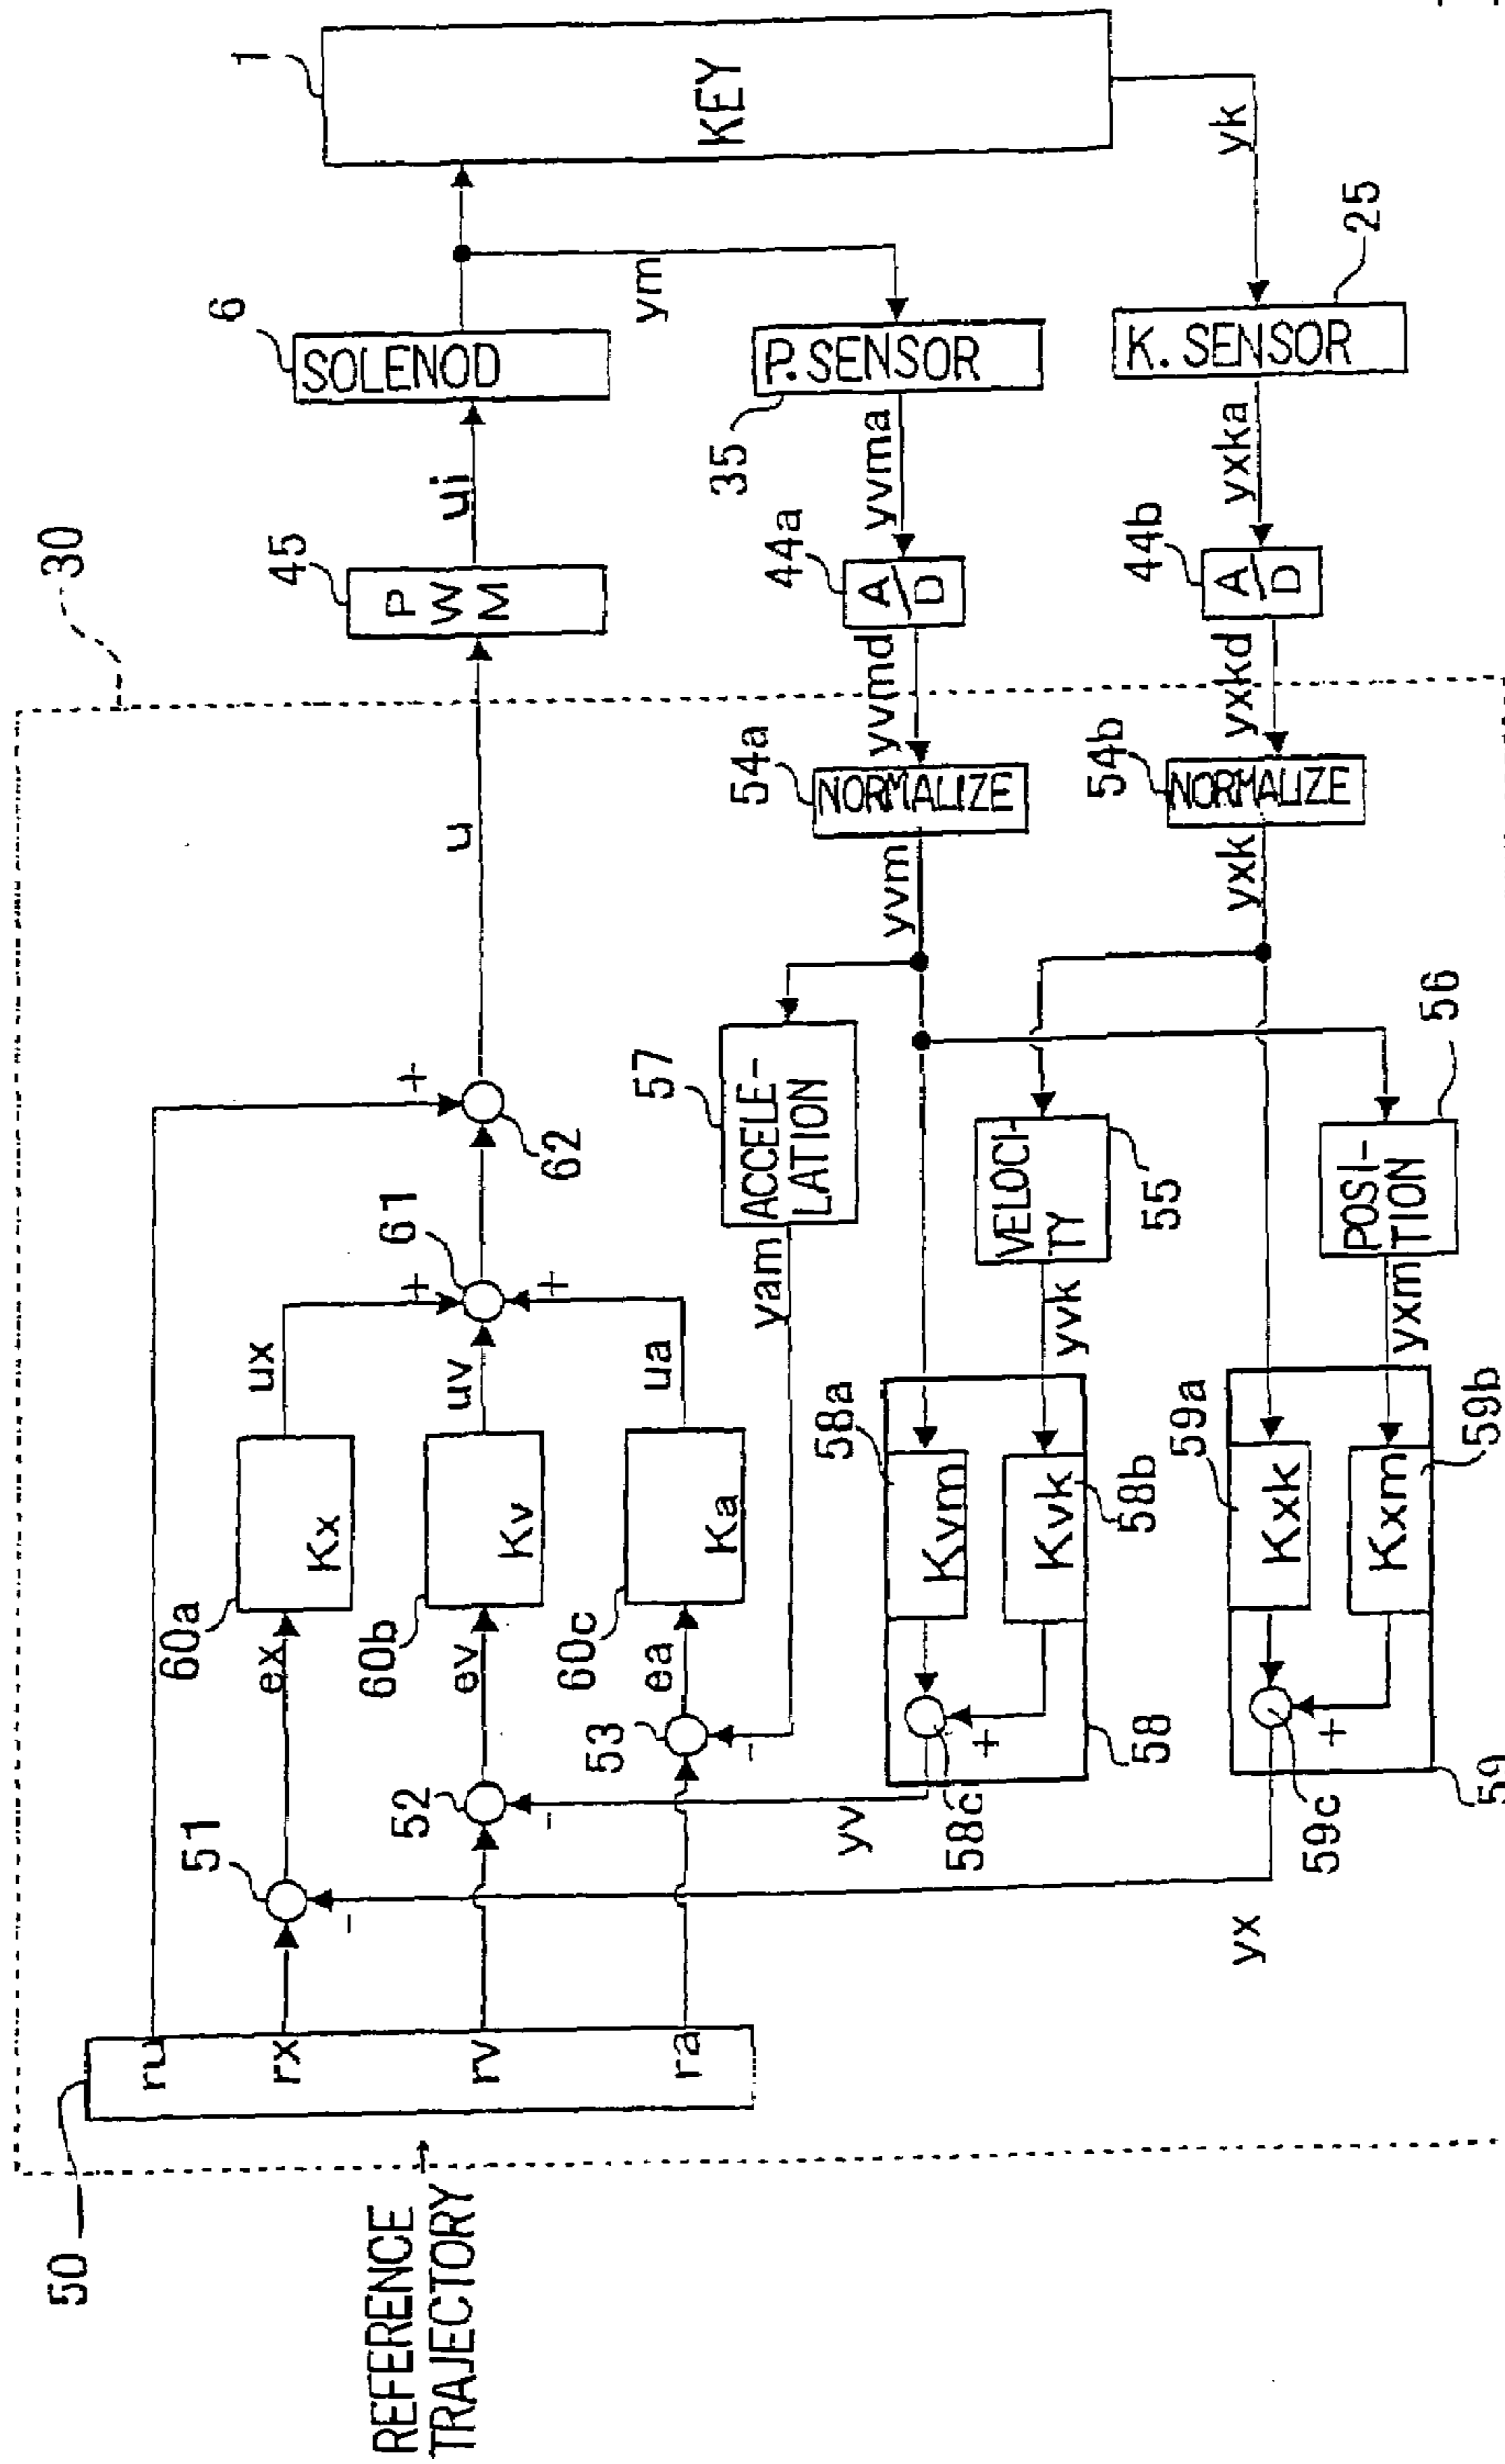 30
50
REFERENCE
TRAJECTORY
ru
rx
rv
ra
51
52
53
-
-
-
ex
ev
ea
60a
60b
60c
Kx
Kv
Ka
ux
uv
ua
+
+
61
+
62
u
45
P
W
M
ui
6
SOLENOD
1
KEY
ym
yk
35
P. SENSOR
25
K. SENSOR
yvma
yxka
44a
A/D
44b
A/D
yvmd
yxkd
54a
NORMALIZE
54b
NORMALIZE
yvm
yxk
57
ACCELE-
LATION
yam
VELOCI-
TY
55
yvk
POSI-
TION
56
yxm
58a
Kvm
Kvk
58b
+
58
58c
yv
59a
Kxk
Kxm
59b
+
59
59c
yx